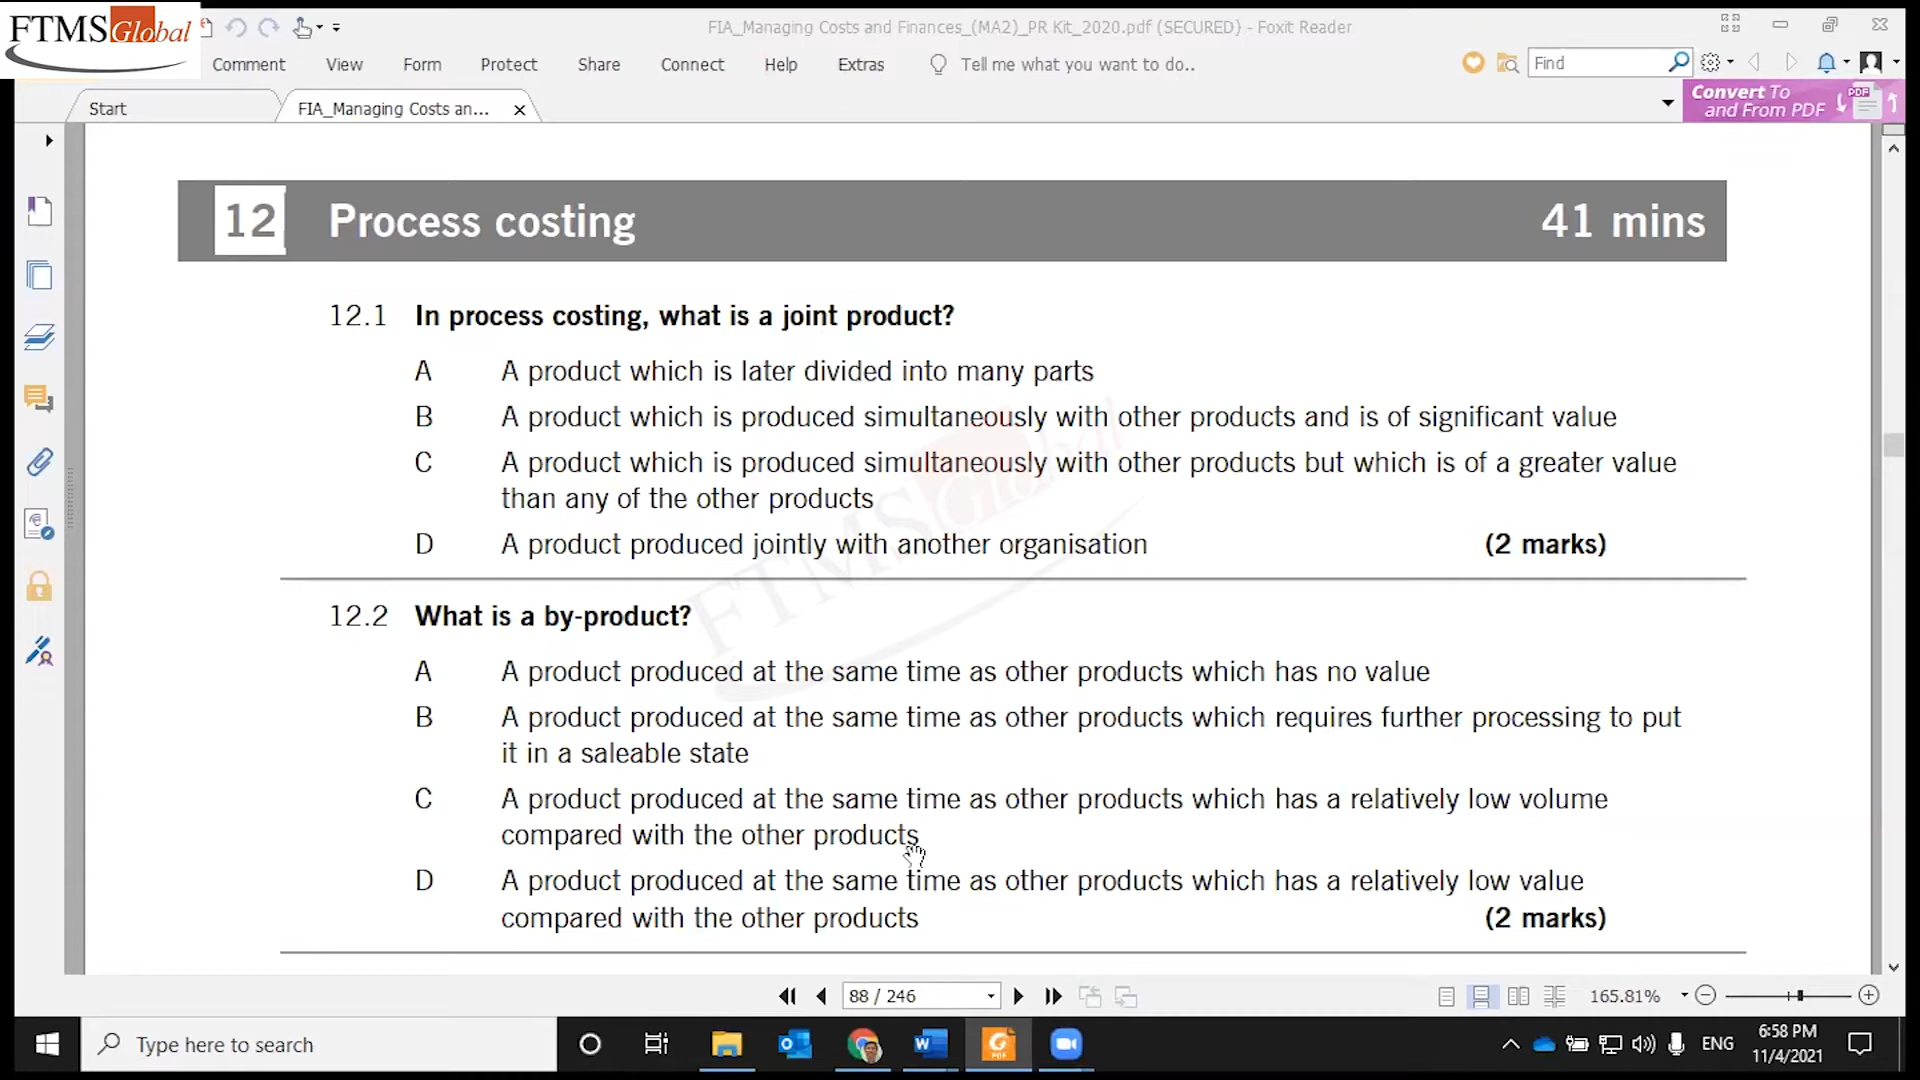 FTMSGlobal
FIA_Managing Costs and Finances_(MA2)_PR Kit_2020.pdf (SECURED) - Foxit Reader
Comment View Form Protect Share Connect Help Extras Tell me what you want to do.. Find
Start FIA_Managing Costs an... Convert To PDF
and From PDF
12 Process costing 41 mins
12.1 In process costing, what is a joint product?
A A product which is later divided into many parts
B A product which is produced simultaneously with other products and is of significant value
C A product which is produced simultaneously with other products but which is of a greater value
than any of the other products
D A product produced jointly with another organisation (2 marks)
FTMSGlobal
12.2 What is a by-product?
A A product produced at the same time as other products which has no value
B A product produced at the same time as other products which requires further processing to put
it in a saleable state
C A product produced at the same time as other products which has a relatively low volume
compared with the other products
D A product produced at the same time as other products which has a relatively low value
compared with the other products (2 marks)
88 / 246 165.81%
Type here to search ENG 6:58 PM
11/4/2021